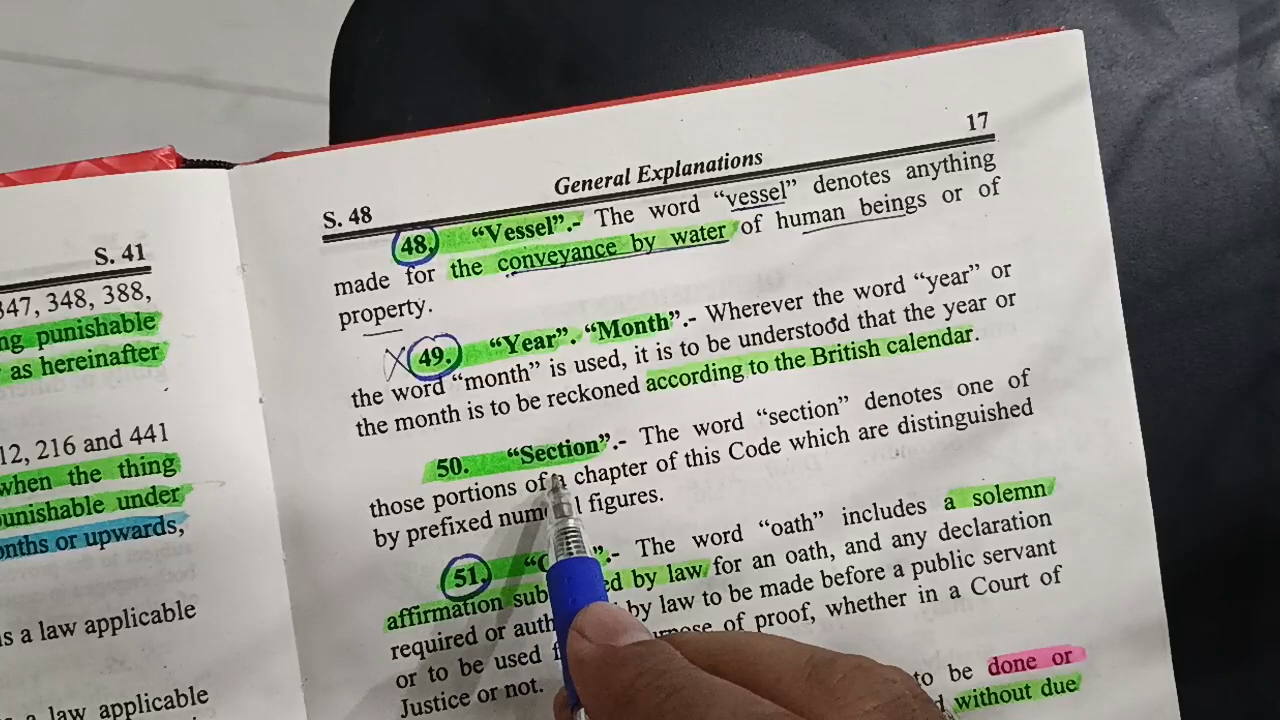 S. 41
347, 348, 388,
ng punishable
as hereinafter
12, 216 and 441
when the thing
punishable under
onths or upwards,
s a law applicable
a law applicable
17
General Explanations
S. 48
48. "Vessel".- The word "vessel" denotes anything
made for the conveyance by water of human beings or of
property.
49. "Year". "Month".- Wherever the word "year" or
the word "month" is used, it is to be understood that the year or
the month is to be reckoned according to the British calendar.
50. "Section".- The word "section" denotes one of
those portions of a chapter of this Code which are distinguished
by prefixed num l figures.
51. "O ".- The word "oath" includes a solemn
affirmation sub ed by law for an oath, and any declaration
required or auth by law to be made before a public servant
or to be used f of proof, whether in a Court of
Justice or not.
to be done or
without due